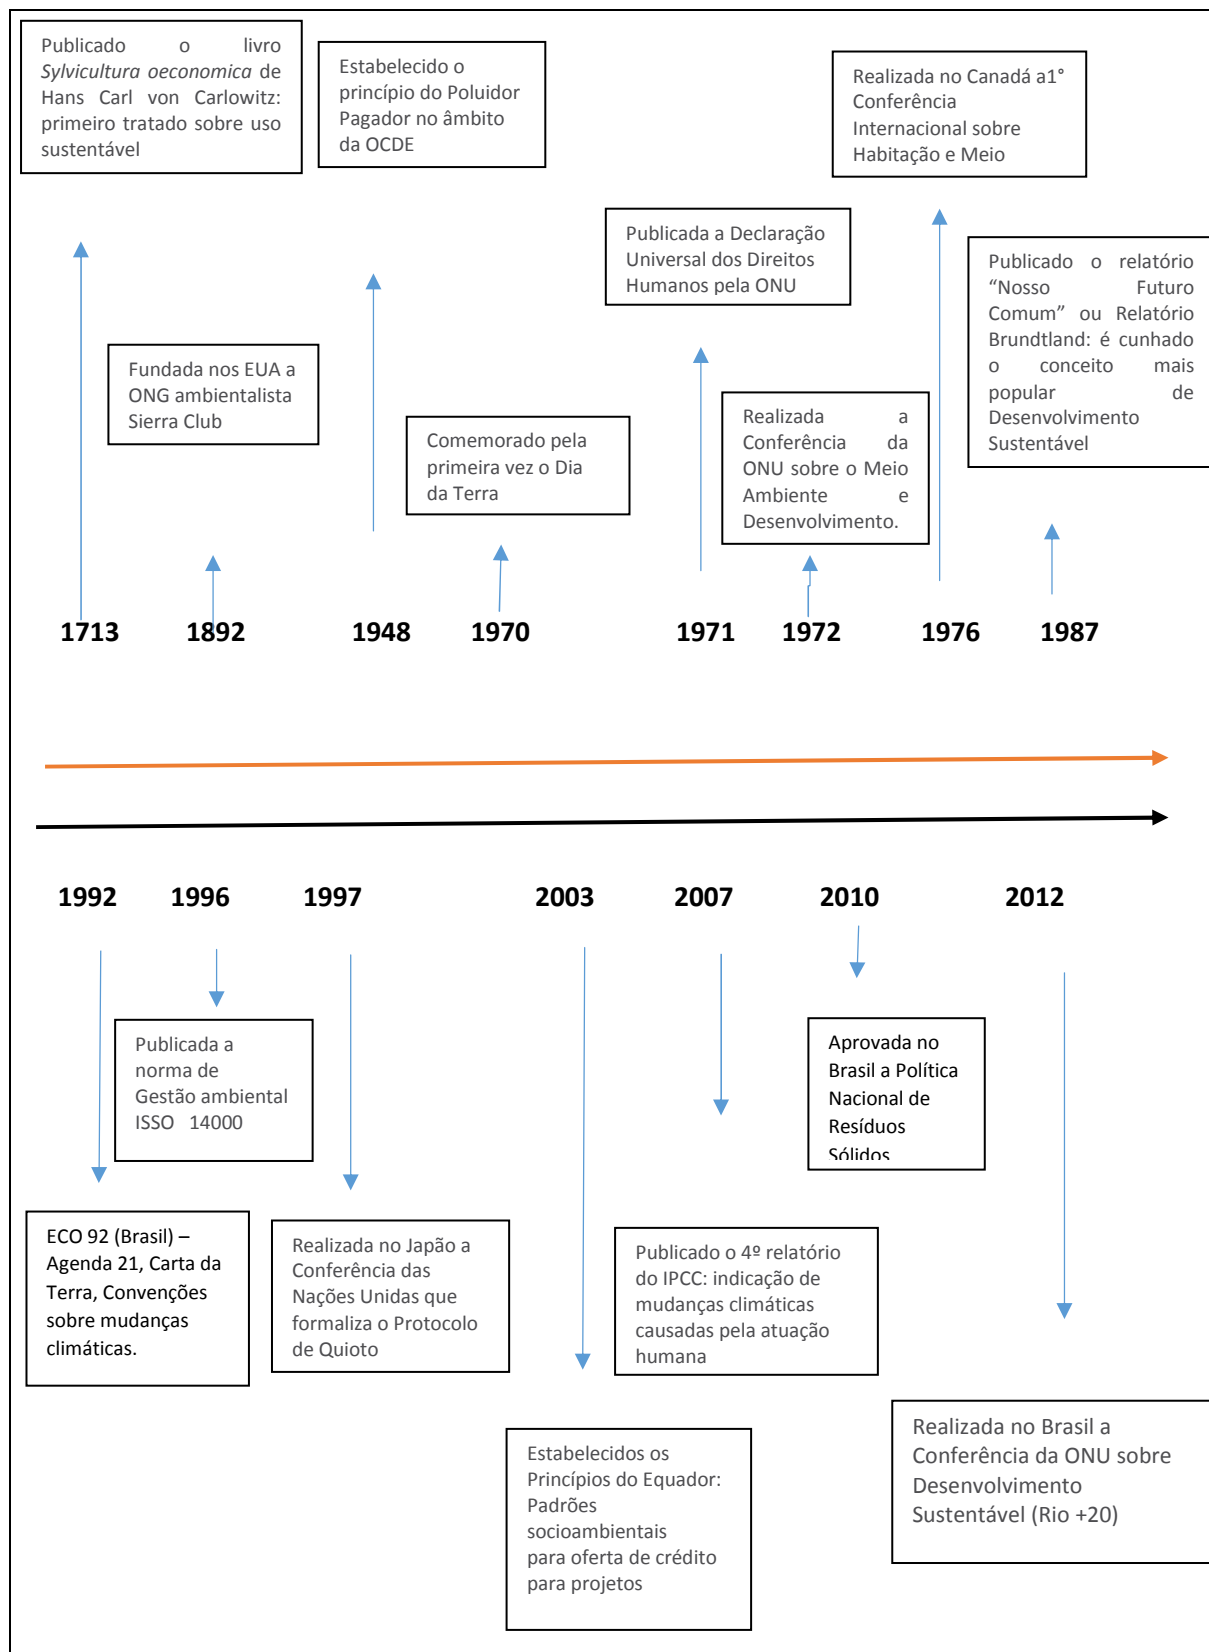 Publicado o livro
Sylvicultura oeconomica de
Hans Carl von Carlowitz:
primeiro tratado sobre uso
sustentável
Estabelecido o
princípio do Poluidor
Pagador no âmbito
da OCDE
Realizada no Canadá a1°
Conferência
Internacional sobre
Habitação e Meio
Publicada a Declaração
Universal dos Direitos
Humanos pela ONU
Publicado o relatório
“Nosso Futuro
Comum” ou Relatório
Brundtland: é cunhado
o conceito mais
popular de
Desenvolvimento
Sustentável
Fundada nos EUA a
ONG ambientalista
Sierra Club
Comemorado pela
primeira vez o Dia
da Terra
Realizada a
Conferência da
ONU sobre o Meio
Ambiente e
Desenvolvimento.
1713 1892 1948 1970 1971 1972 1976 1987
1992 1996 1997 2003 2007 2010 2012
Publicada a
norma de
Gestão ambiental
ISSO 14000
Aprovada no
Brasil a Política
Nacional de
Resíduos
Sólidos
ECO 92 (Brasil) –
Agenda 21, Carta da
Terra, Convenções
sobre mudanças
climáticas.
Realizada no Japão a
Conferência das
Nações Unidas que
formaliza o Protocolo
de Quioto
Publicado o 4º relatório
do IPCC: indicação de
mudanças climáticas
causadas pela atuação
humana
Estabelecidos os
Princípios do Equador:
Padrões
socioambientais
para oferta de crédito
para projetos
Realizada no Brasil a
Conferência da ONU sobre
Desenvolvimento
Sustentável (Rio +20)